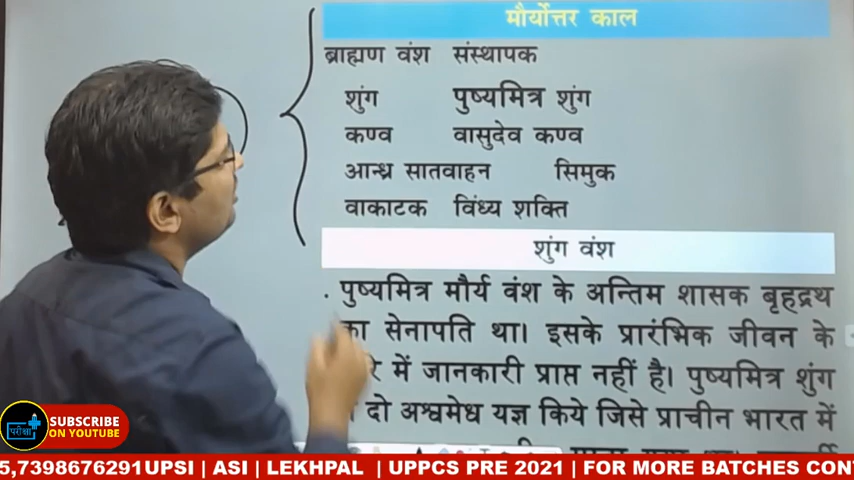 मौर्योत्तर काल
ब्राह्मण वंश संस्थापक
शुंग पुष्यमित्र शुंग
कण्व वासुदेव कण्व
आन्ध्र सातवाहन सिमुक
वाकाटक विंध्य शक्ति
शुंग वंश
. पुष्यमित्र मौर्य वंश के अन्तिम शासक बृहद्रथ
का सेनापति था। इसके प्रारंभिक जीवन के
में जानकारी प्राप्त नहीं है। पुष्यमित्र शुंग
दो अश्वमेध यज्ञ किये जिसे प्राचीन भारत में
परीक्षा
SUBSCRIBE
ON YOUTUBE
5,7398676291UPSI | ASI | LEKHPAL | UPPCS PRE 2021 | FOR MORE BATCHES CON